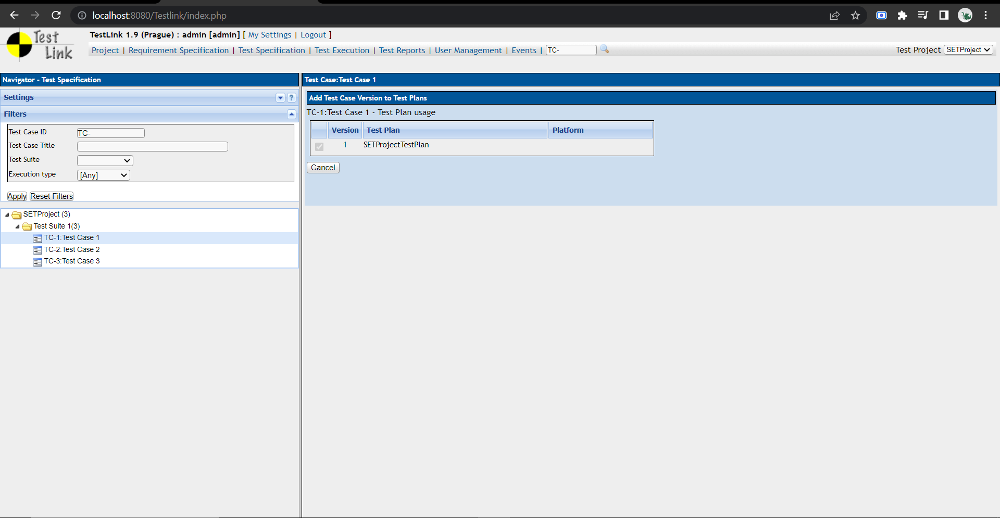 localhost:8080/Testlink/index.php
Test Link
TestLink 1.9 (Prague) : admin [admin] [ My Settings | Logout ]
Project | Requirement Specification | Test Specification | Test Execution | Test Reports | User Management | Events | TC-
Test Project SETProject
Navigator - Test Specification
Settings
?
Filters
Test Case ID TC-
Test Case Title
Test Suite
Execution type [Any]
Apply Reset Filters
SETProject (3)
Test Suite 1(3)
TC-1:Test Case 1
TC-2:Test Case 2
TC-3:Test Case 3
Test Case:Test Case 1
Add Test Case Version to Test Plans
TC-1:Test Case 1 - Test Plan usage
Version Test Plan Platform
1 SETProjectTestPlan
Cancel